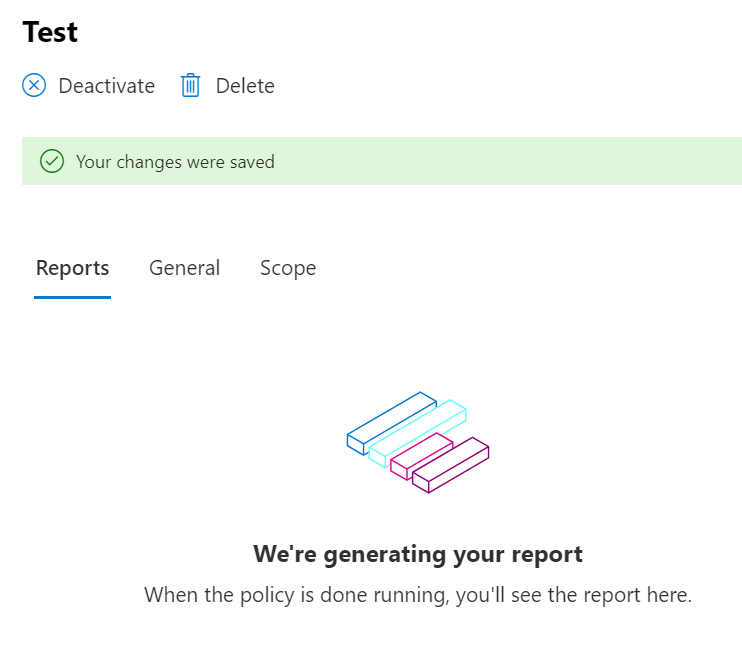 Test
Deactivate Delete
Your changes were saved
Reports General Scope
We're generating your report
When the policy is done running, you'll see the report here.